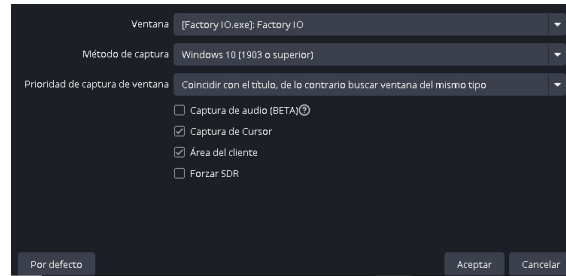 Ventana [Factory IO.exe]: Factory IO
Método de captura Windows 10 (1903 o superior)
Prioridad de captura de ventana Coincidir con el título, de lo contrario buscar ventana del mismo tipo
Captura de audio (BETA)?
Captura de Cursor
Área del cliente
Forzar SDR
Por defecto Aceptar Cancelar